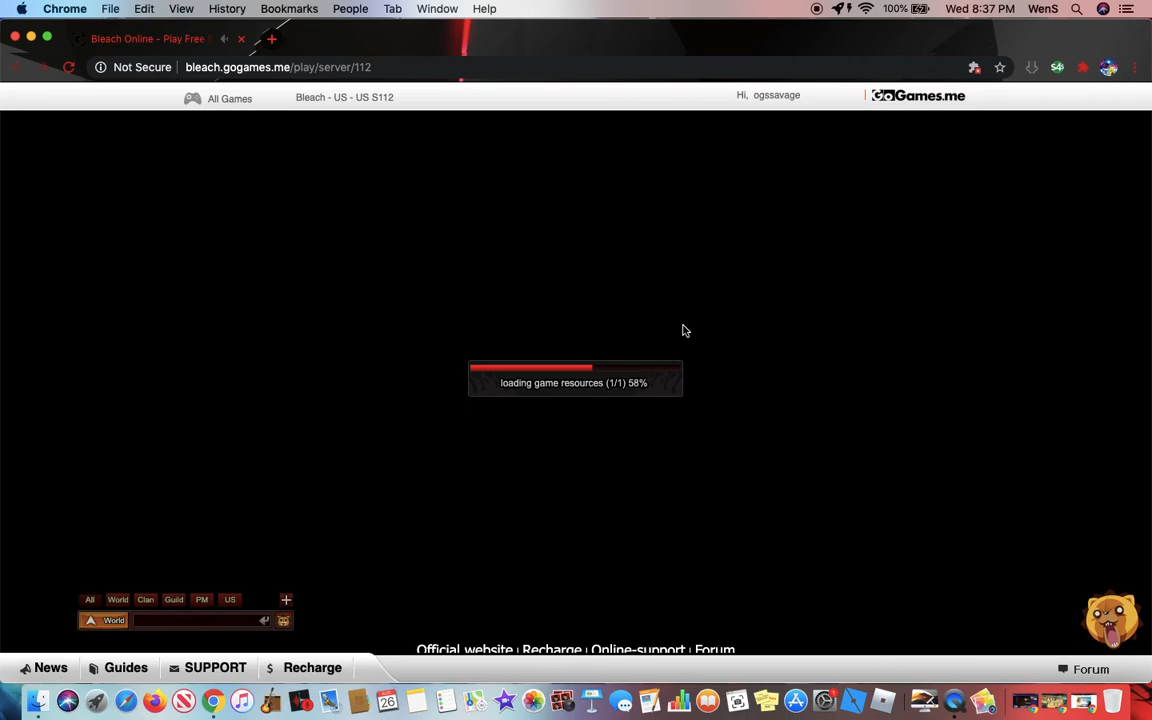 Chrome File Edit View History Bookmarks People Tab Window Help 100% Wed 8:37 PM WenS
Bleach Online - Play Free
Not Secure bleach.gogames.me/play/server/112
All Games Bleach - US - US S112 Hi, ogssavage GoGames.me
loading game resources (1/1) 58%
All World Clan Guild PM US
World
Official website Recharge Online-support Forum
News Guides SUPPORT $ Recharge Forum
26